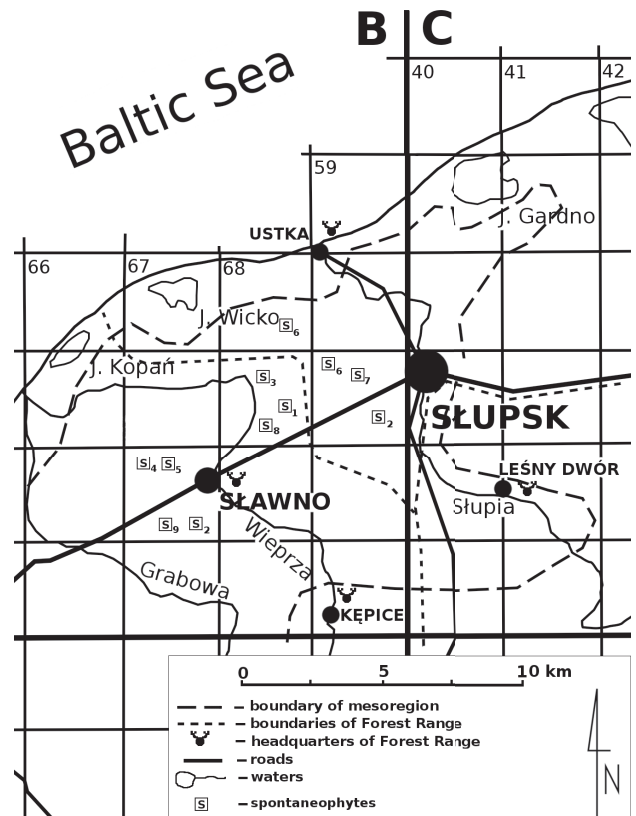 B C
Baltic Sea
40
41
42
59
J. Gardno
USTKA
66
67
68
J. Wicko
S6
J. Kopań
S6
S7
S3
S1
S2
S8
SŁUPSK
LEŚNY DWÓR
S4
S5
SŁAWNO
Słupia
S9
S2
Wieprza
Grabowa
KĘPICE
0 5 10 km
– boundary of mesoregion
– boundaries of Forest Range
– headquarters of Forest Range
– roads
– waters
S – spontaneophytes
N